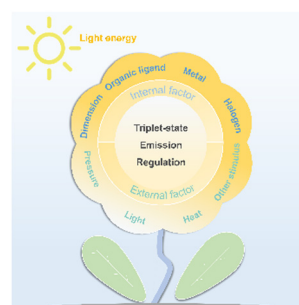 Light energy
Organic ligand
Metal
Dimension
Halogen
Internal factor
Triplet-state
Emission
Regulation
Pressure
External factor
Other stimulus
Light
Heat